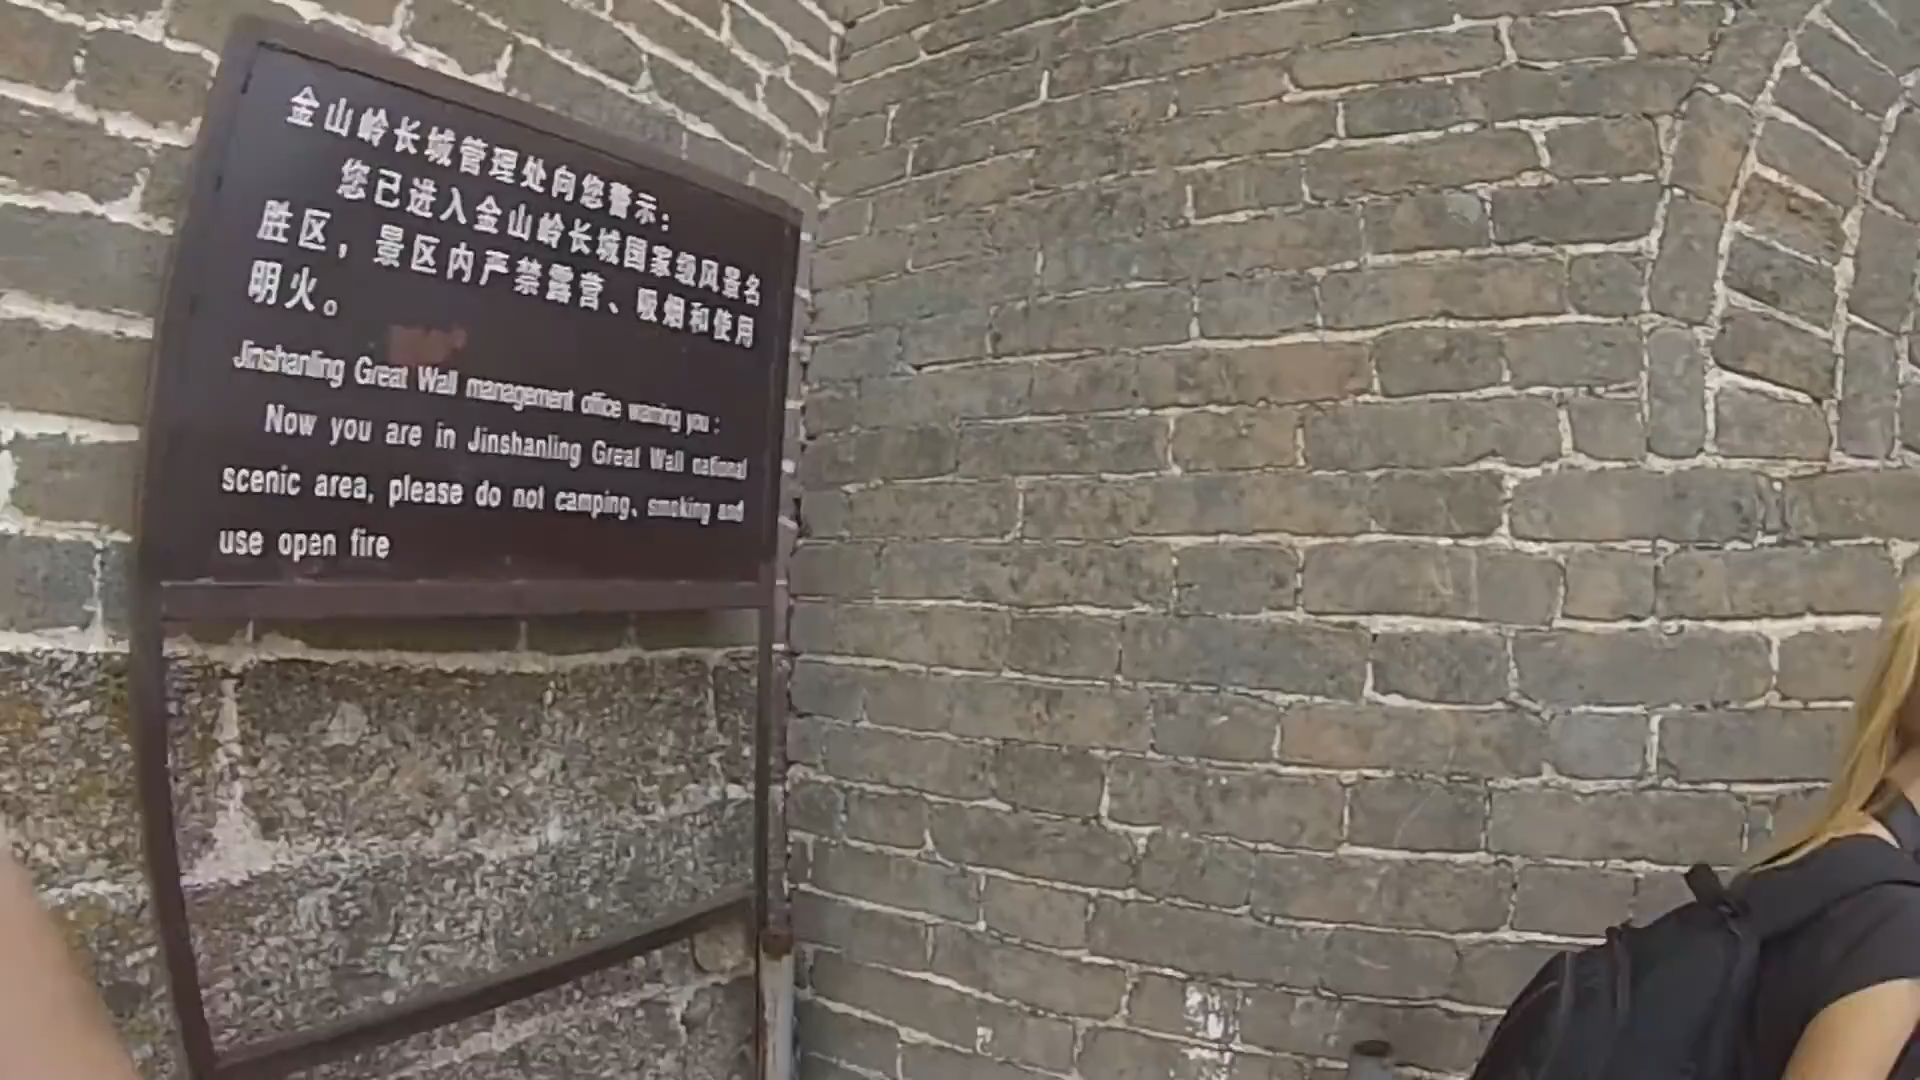 金山岭长城管理处向您警示：
您已进入金山岭长城国家级风景名
胜区，景区内严禁露营、吸烟和使用
明火。
Jinshanling Great Wall management office warning you :
Now you are in Jinshanling Great Wall national
scenic area, please do not camping、smoking and
use open fire